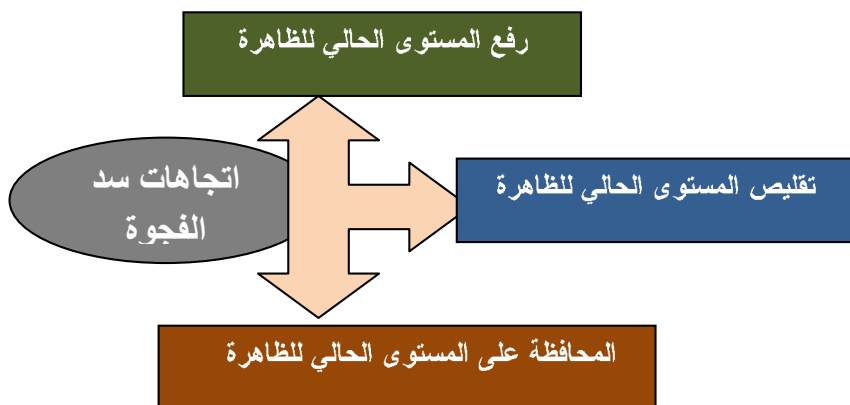 رفع المستوى الحالي للظاهرة
اتجاهات سد
الفجوة
تقليص المستوى الحالي للظاهرة
المحافظة على المستوى الحالي للظاهرة